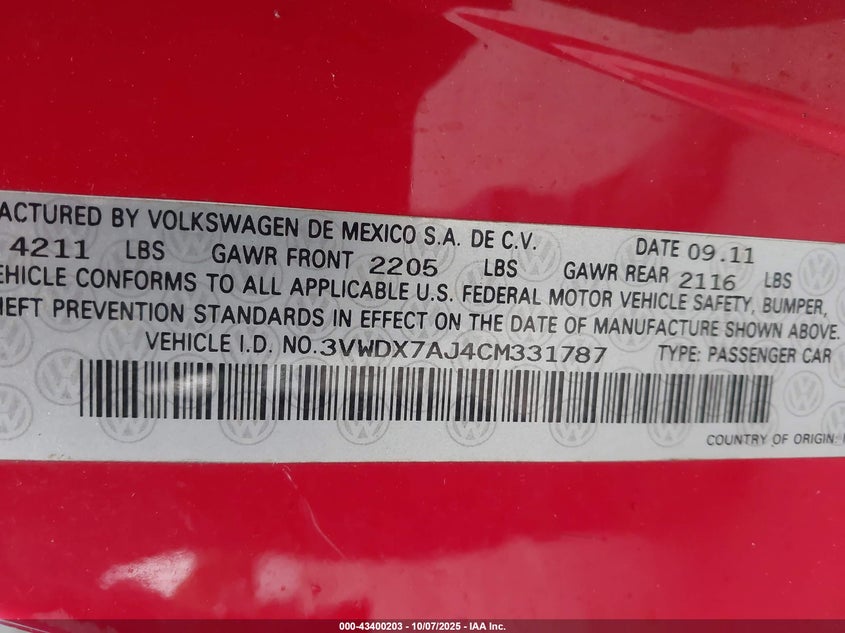 ACTURED BY VOLKSWAGEN DE MEXICO S.A. DE C.V. DATE 09.11
4211 LBS GAWR FRONT 2205 LBS GAWR REAR 2116 LBS
EHICLE CONFORMS TO ALL APPLICABLE U.S. FEDERAL MOTOR VEHICLE SAFETY, BUMPER,
HEFT PREVENTION STANDARDS IN EFFECT ON THE DATE OF MANUFACTURE SHOWN ABOVE.
VEHICLE I.D. NO.3VWDX7AJ4CM331787 TYPE: PASSENGER CAR
COUNTRY OF ORIGIN:
000-43400203 - 10/07/2025 - IAA Inc.